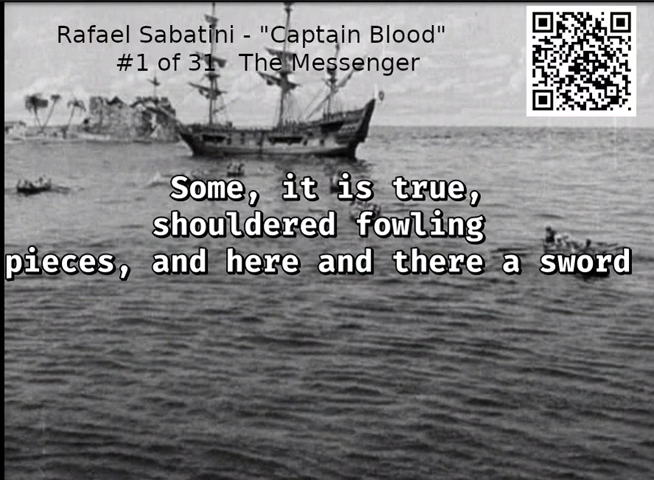 Rafael Sabatini - "Captain Blood"
#1 of 31 The Messenger
Some, it is true,
shouldered fowling
pieces, and here and there a sword